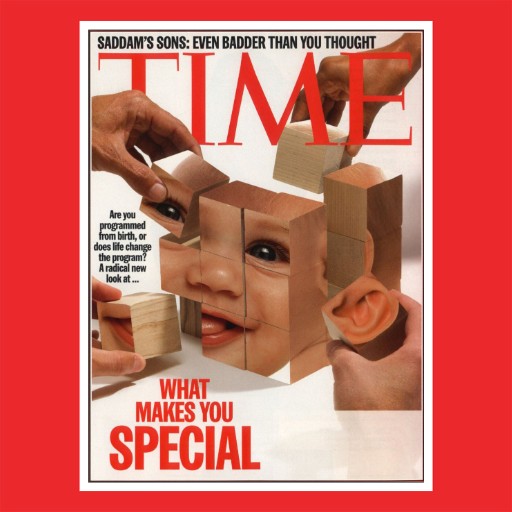 SADDAM'S SONS: EVEN BADDER THAN YOU THOUGHT
TIME
Are you
programmed
from birth, or
does life change
the program?
A radical new
look at ...
WHAT
MAKES YOU
SPECIAL